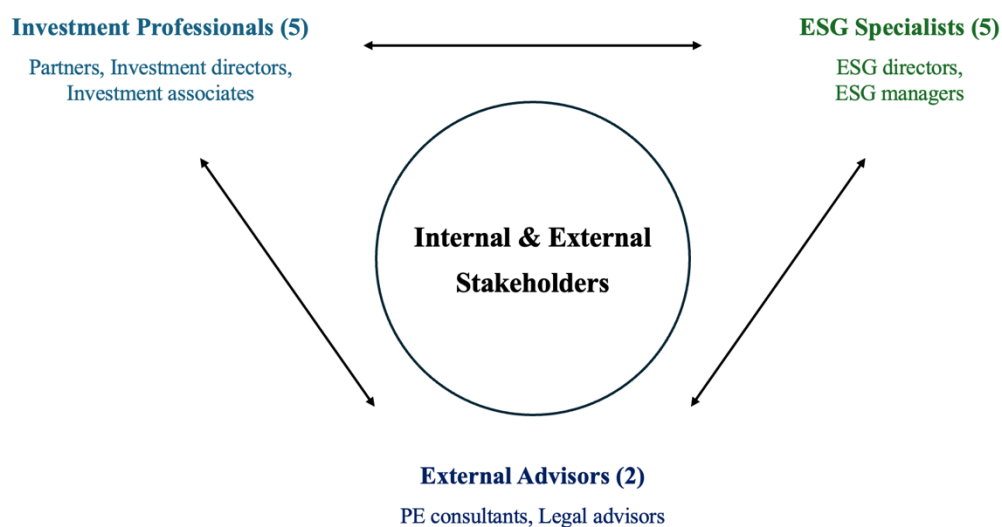 Investment Professionals (5)
Partners, Investment directors,
Investment associates
ESG Specialists (5)
ESG directors,
ESG managers
Internal & External
Stakeholders
External Advisors (2)
PE consultants, Legal advisors